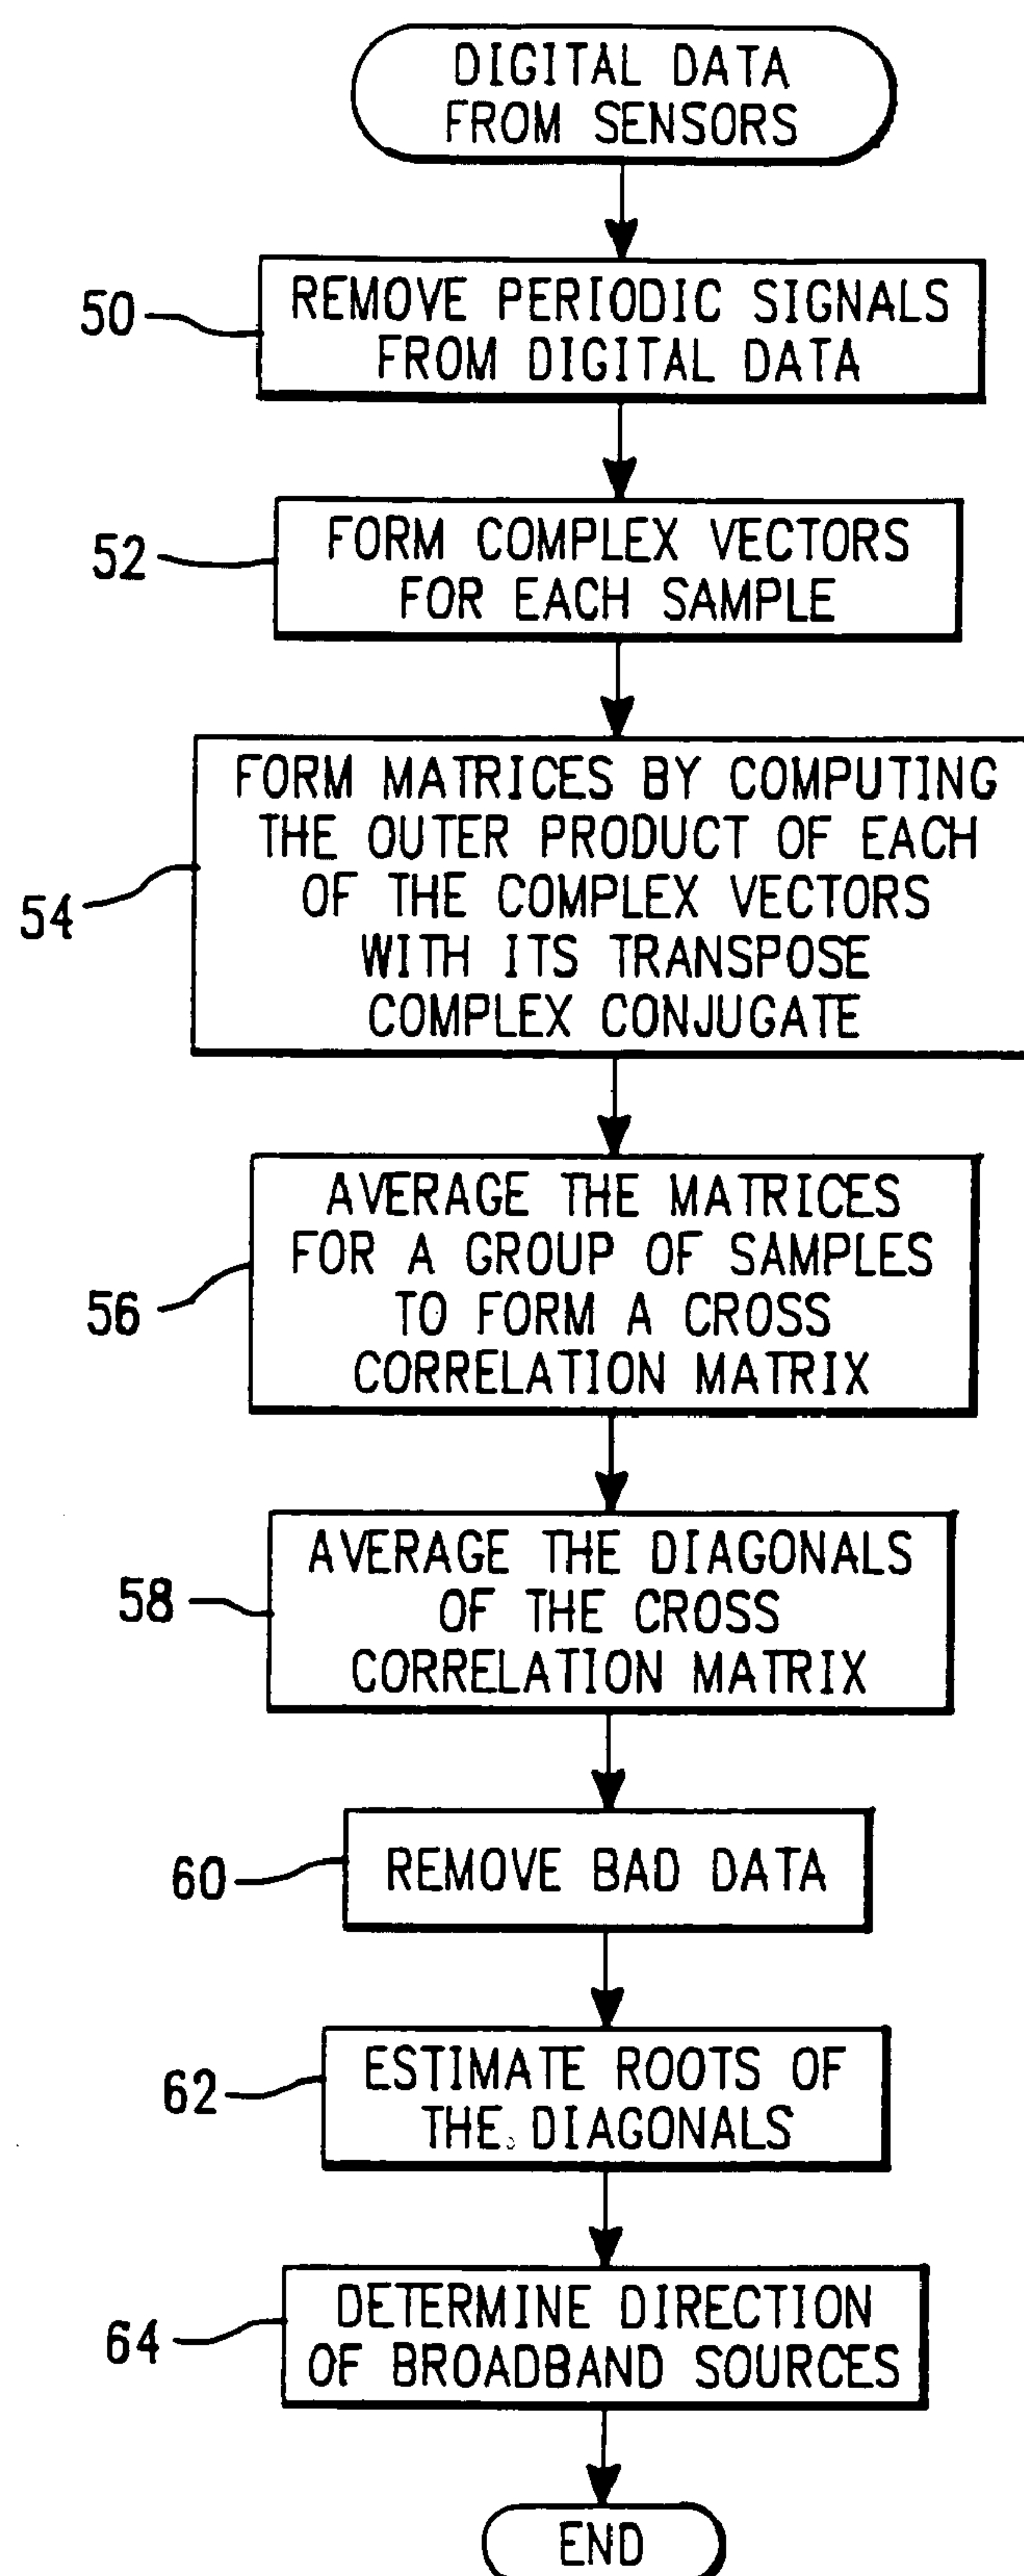 DIGITAL DATA
FROM SENSORS
50
REMOVE PERIODIC SIGNALS
FROM DIGITAL DATA
52
FORM COMPLEX VECTORS
FOR EACH SAMPLE
54
FORM MATRICES BY COMPUTING
THE OUTER PRODUCT OF EACH
OF THE COMPLEX VECTORS
WITH ITS TRANSPOSE
COMPLEX CONJUGATE
56
AVERAGE THE MATRICES
FOR A GROUP OF SAMPLES
TO FORM A CROSS
CORRELATION MATRIX
58
AVERAGE THE DIAGONALS
OF THE CROSS
CORRELATION MATRIX
60
REMOVE BAD DATA
62
ESTIMATE ROOTS OF
THE DIAGONALS
64
DETERMINE DIRECTION
OF BROADBAND SOURCES
END